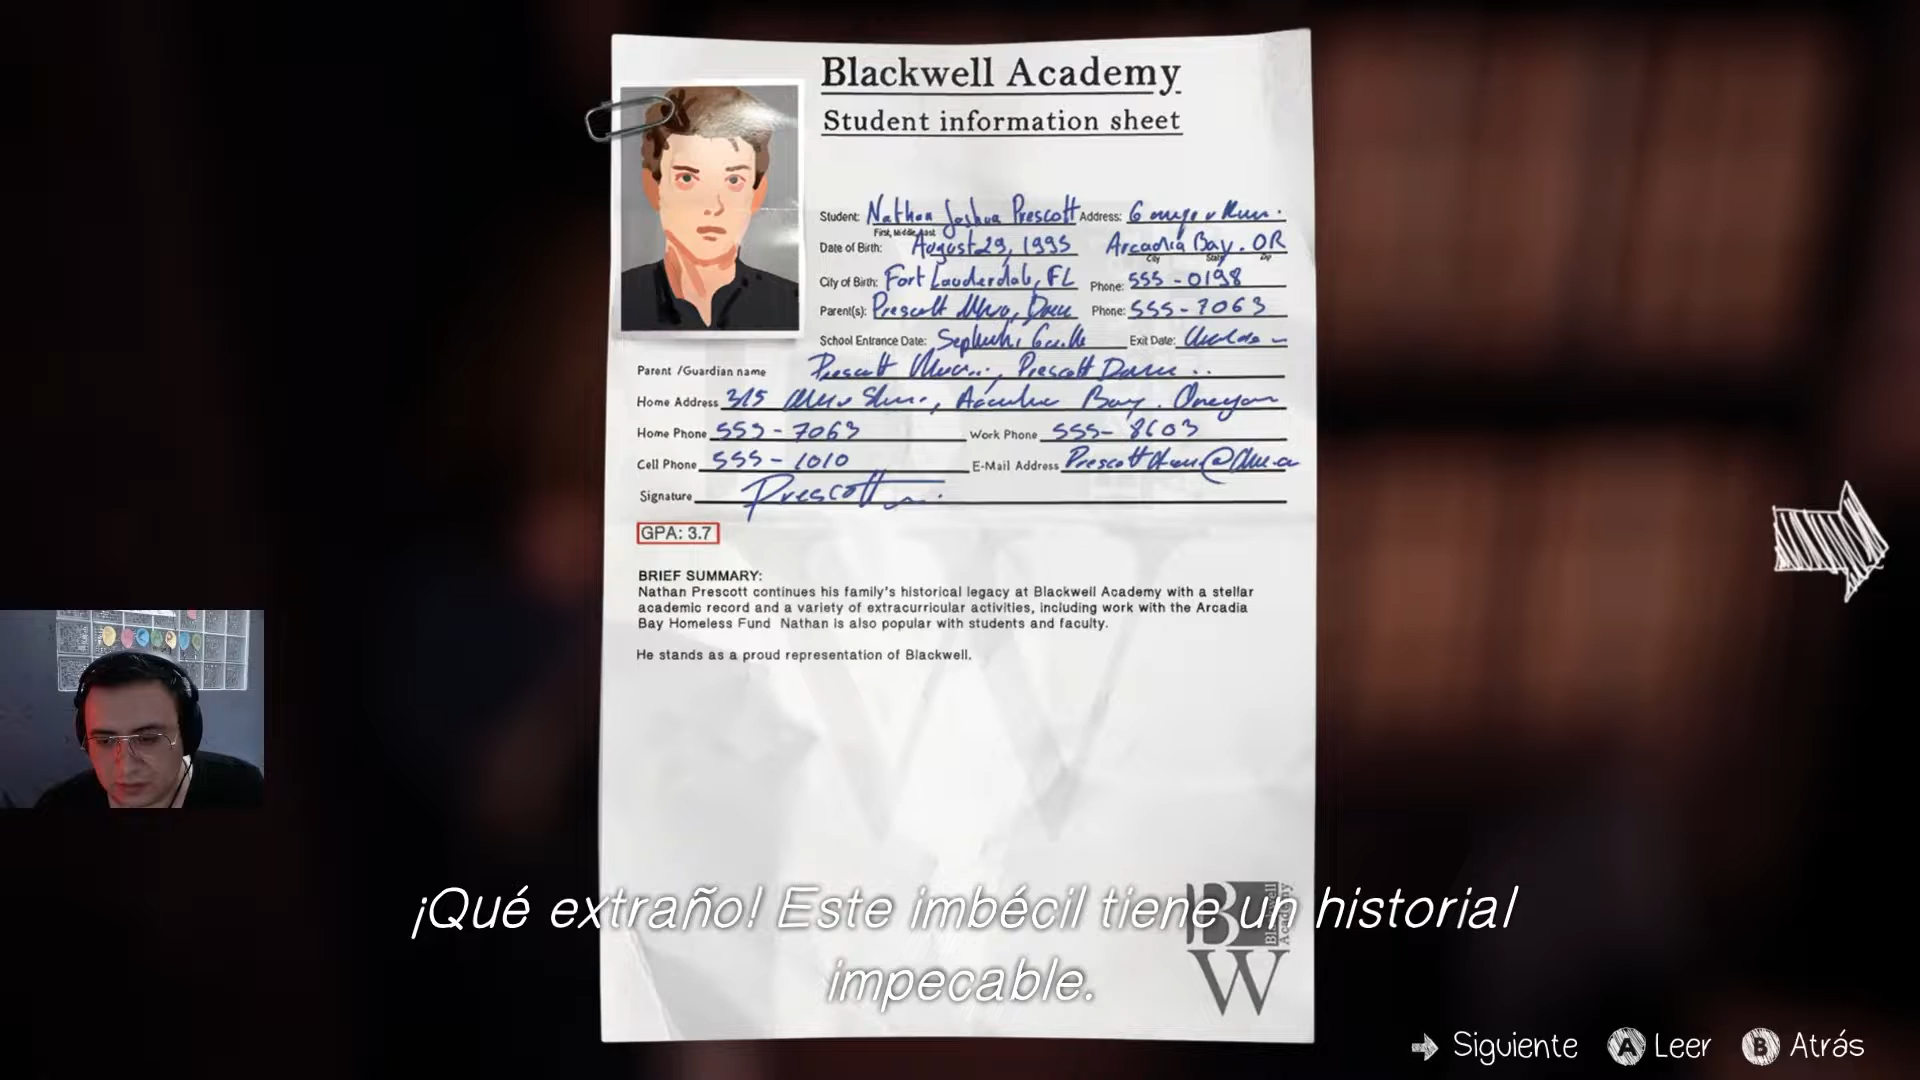 Blackwell Academy
Student information sheet
Student: Nathan Joshua Prescott Address:
First, Middle, Last
Date of Birth: August 29, 1995 Arcadia Bay. OR
City State Zip
City of Birth: Fort Lauderdale, FL Phone: 555-0198
Parent(s): Prescott Phone: 555-7063
School Entrance Date: Exit Date:
Parent /Guardian name Prescott Prescott
Home Address 315 Bay.
Home Phone 555-7063 Work Phone 555-8603
Cell Phone 555-1010 E-Mail Address
Signature Prescott
GPA: 3.7
BRIEF SUMMARY:
Nathan Prescott continues his family's historical legacy at Blackwell Academy with a stellar
academic record and a variety of extracurricular activities, including work with the Arcadia
Bay Homeless Fund Nathan is also popular with students and faculty.
He stands as a proud representation of Blackwell.
¡Qué extraño! Este imbécil tiene un historial
impecable.
B
W
Blackwell
Academy
Siguiente A Leer B Atrás